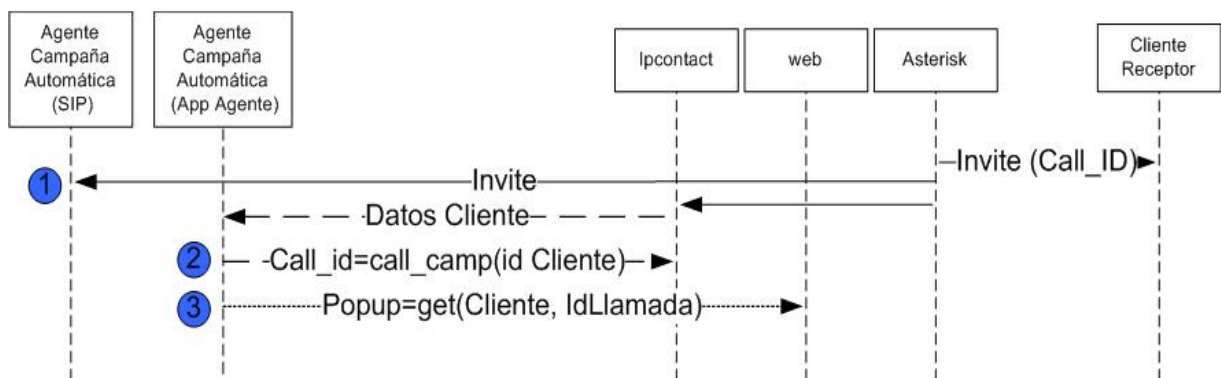 Agente
Campaña
Automática
(SIP)
Agente
Campaña
Automática
(App Agente)
Ipcontact
web
Asterisk
Cliente
Receptor
Invite (Call_ID)
1
Invite
Datos Cliente
2
Call_id=call_camp(id Cliente)
3
Popup=get(Cliente, IdLlamada)